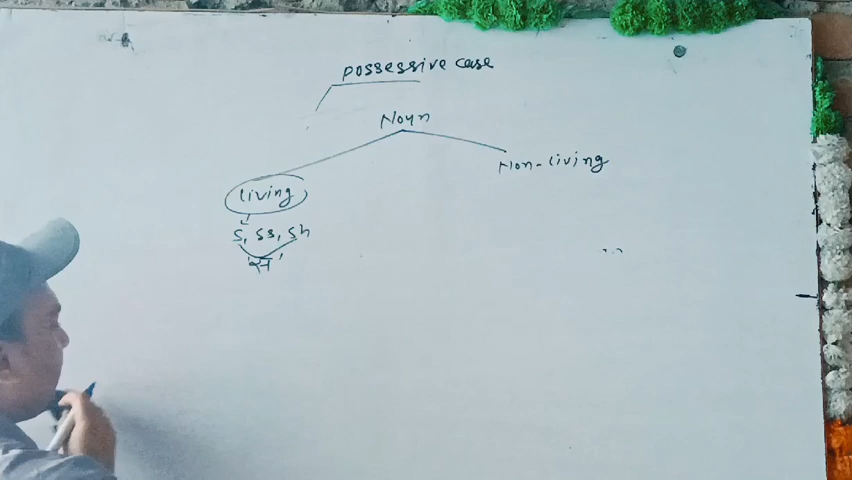 possessive case
Noun
living
Non-living
s, ss, sh
'स'